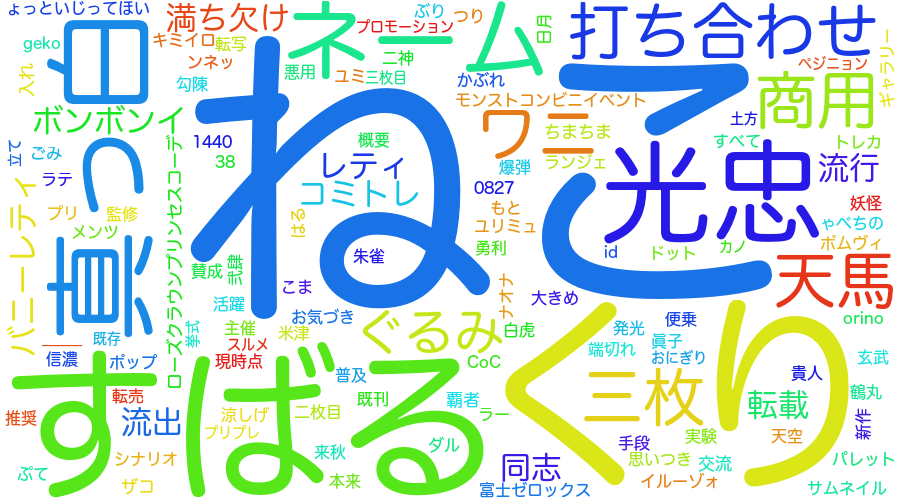 ょっといじってほい
満ち欠け
ネーム
ぶり
つり
プロモーション
日月
打ち合わせ
geko
キミイロ
転写
ンネッ
二神
ユミ
三枚目
悪用
勾陳
かぶれ
ペジニョン
ギャラリー
入れ
真っ白
ボンボンイ
モンストコンビニイベント
ワニ
商用
土方
すべて
トレカ
立て
ごみ
1440
38
概要
レティ
コミトレ
爆弾
ちまちま
ランジェ
流行
ラテ
ローズクラウンプリンセスコーデ
0827
光忠
妖怪
プリ
監修
メンツ
ねこ
はる
もと
ユリミュ
ゃべちの
ポムヴィ
バニーレティ
賛成
弐肆
朱雀
勇利
id
ドット
カノ
天馬
こま
活躍
ナオナ
大きめ
お気づき
orino
既存
挙式
主催
米津
ぐるみ
白虎
発光
便乗
信濃
ポップ
スルメ
現時点
CoC
端切れ
眞子
おにぎり
玄武
すばる
普及
くり
貴人
鶴丸
転売
推奨
流出
涼しげ
プリプレ
二枚目
既刊
覇者
ラー
三枚
転載
新作
シナリオ
来秋
ダル
手段
実験
天空
ぷて
ザコ
本来
同志
思いつき
交流
パレット
富士ゼロックス
イルーゾォ
サムネイル